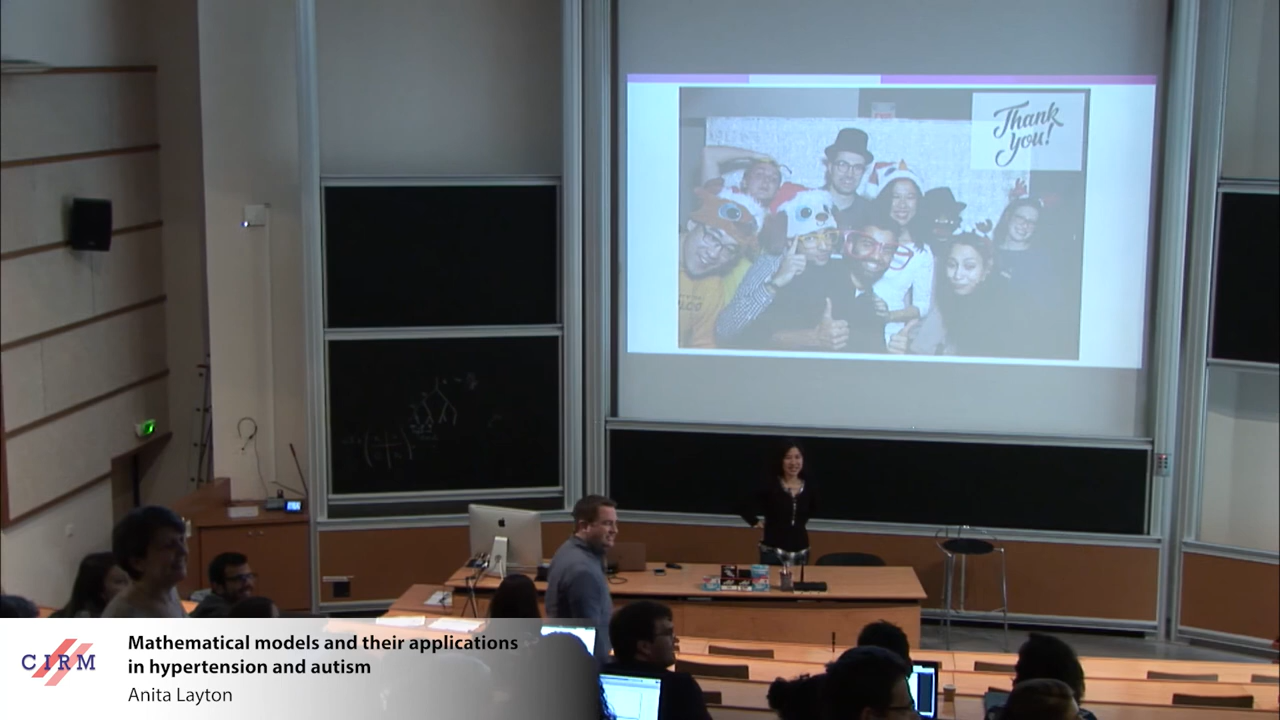 Thank
you!
CIRM
Mathematical models and their applications
in hypertension and autism
Anita Layton